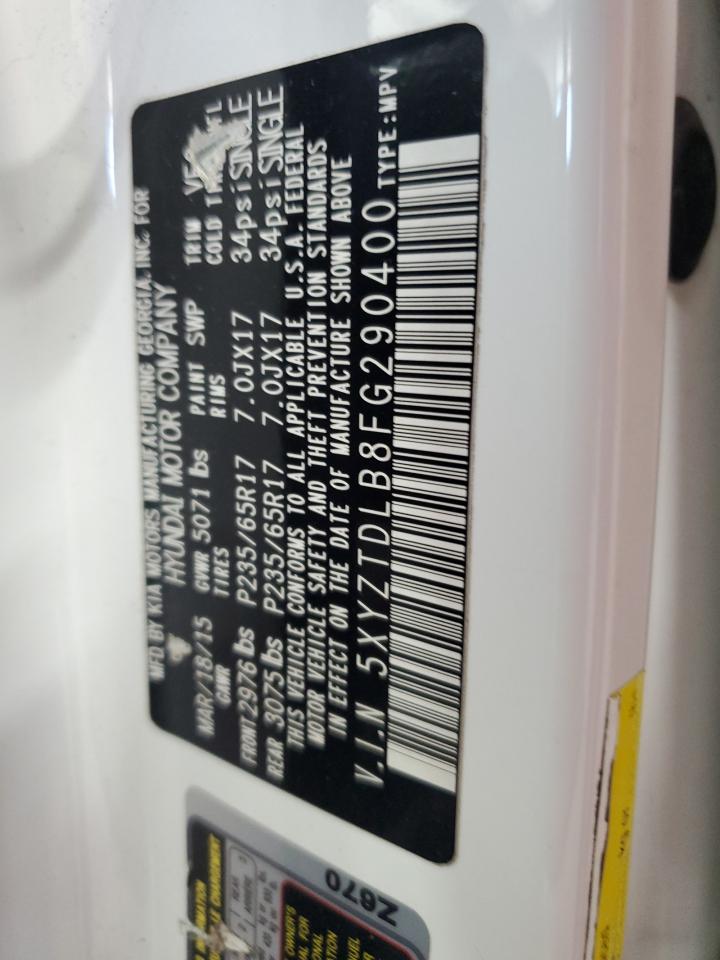 MFD BY KIA MOTORS MANUFACTURING GEORGIA, INC. FOR
HYUNDAI MOTOR COMPANY
MAR/18/15 GVWR 5071 lbs PAINT SWP TRIM
GAWR TIRES RIMS COLD
FRONT 2976 lbs P235/65R17 7.0JX17 34psi SINGLE
REAR 3075 lbs P235/65R17 7.0JX17 34psi SINGLE
THIS VEHICLE CONFORMS TO ALL APPLICABLE U.S.A. FEDERAL
MOTOR VEHICLE SAFETY AND THEFT PREVENTION STANDARDS
IN EFFECT ON THE DATE OF MANUFACTURE SHOWN ABOVE
V.I.N 5XYZTDLB8FG290400 TYPE:MPV
Z670